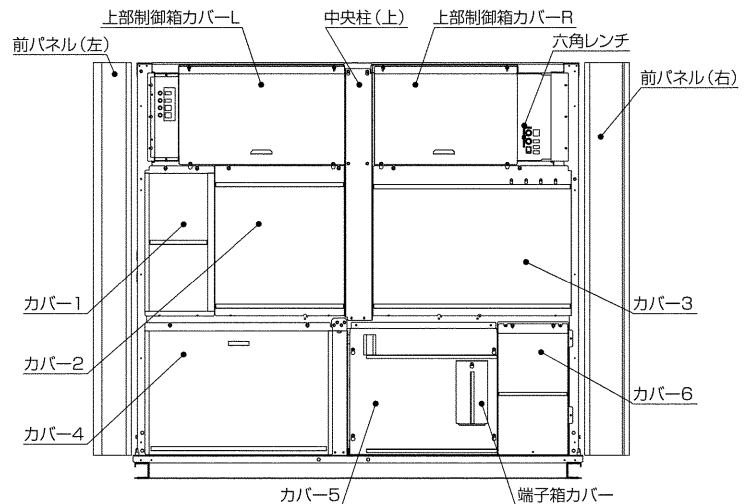 上部制御箱カバーL
中央柱（上）
上部制御箱カバーR
六角レンチ
前パネル（左）
前パネル（右）
カバー1
カバー2
カバー3
カバー4
カバー6
カバー5
端子箱カバー